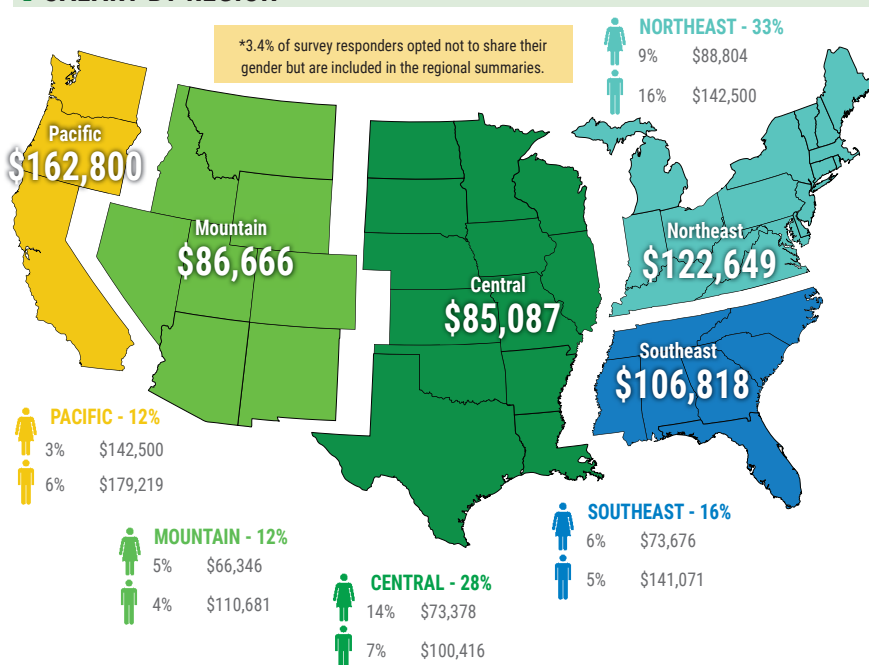 SALARY BY REGION
*3.4% of survey responders opted not to share their
gender but are included in the regional summaries.
NORTHEAST - 33%
9% $88,804
16% $142,500
Pacific
$162,800
Mountain
$86,666
Central
$85,087
Northeast
$122,649
Southeast
$106,818
PACIFIC - 12%
3% $142,500
6% $179,219
MOUNTAIN - 12%
5% $66,346
4% $110,681
CENTRAL - 28%
14% $73,378
7% $100,416
SOUTHEAST - 16%
6% $73,676
5% $141,071